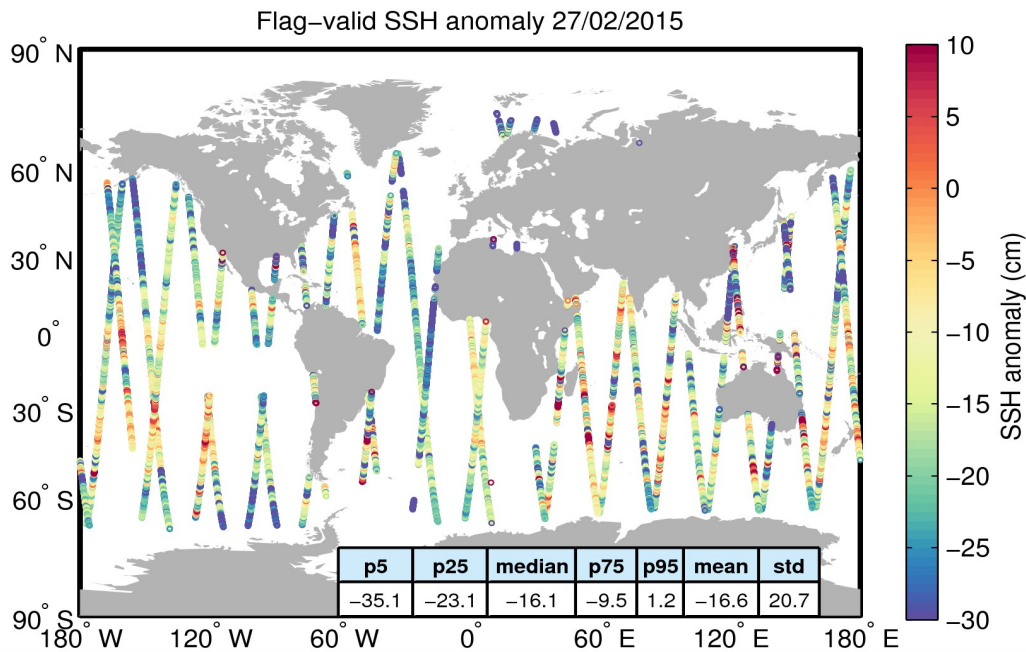 Flag−valid SSH anomaly 27/02/2015
90° N
60° N
30° N
0°
30° S
60° S
90° S
180° W
120° W
60° W
0°
60° E
120° E
180° E
p5 p25 median p75 p95 mean std
−35.1 −23.1 −16.1 −9.5 1.2 −16.6 20.7
10
5
0
−5
−10
−15
−20
−25
−30
SSH anomaly (cm)